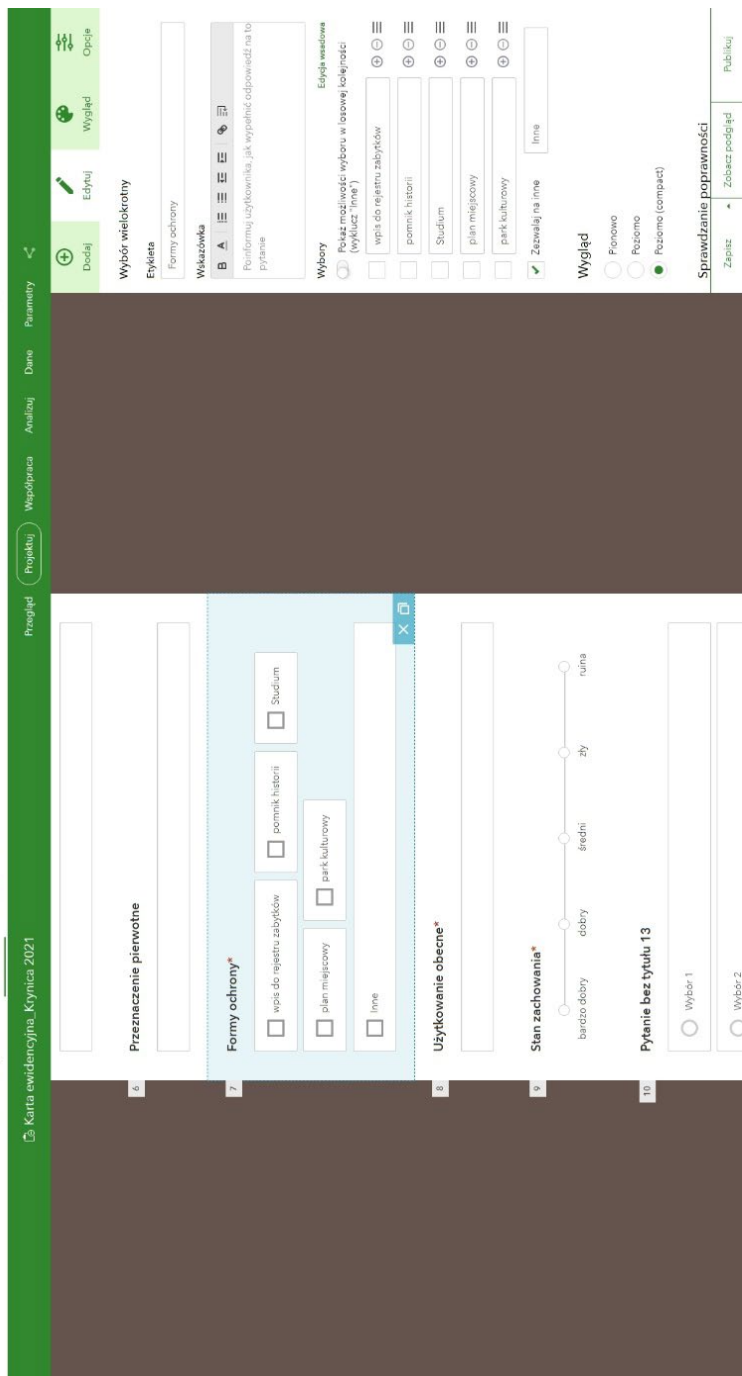 Karta ewidencyjna_Krynica 2021
Przegląd Projektuj Współpraca Analizuj Dane Parametry
6
Przeznaczenie pierwotne
7
Formy ochrony*
wpis do rejestru zabytków
pomnik historii
Studium
plan miejscowy
park kulturowy
Inne
8
Użytkowanie obecne*
9
Stan zachowania*
bardzo dobry dobry średni zły ruina
10
Pytanie bez tytułu 13
Wybór 1
Wybór 2
Dodaj Edytuj Wygląd Opcje
Wybór wielokrotny
Etykieta
Formy ochrony
Wskazówka
B A
Poinformuj użytkownika, jak wypełnić odpowiedź na to
pytanie
Wybory Edycja wsadowa
Pokaż możliwości wyboru w losowej kolejności
(wyklucz "Inne")
wpis do rejestru zabytków
pomnik historii
Studium
plan miejscowy
park kulturowy
Zezwalaj na inne Inne
Wygląd
Pionowo
Poziomo
Poziomo (compact)
Sprawdzanie poprawności
Zapisz Zobacz podgląd Publikuj